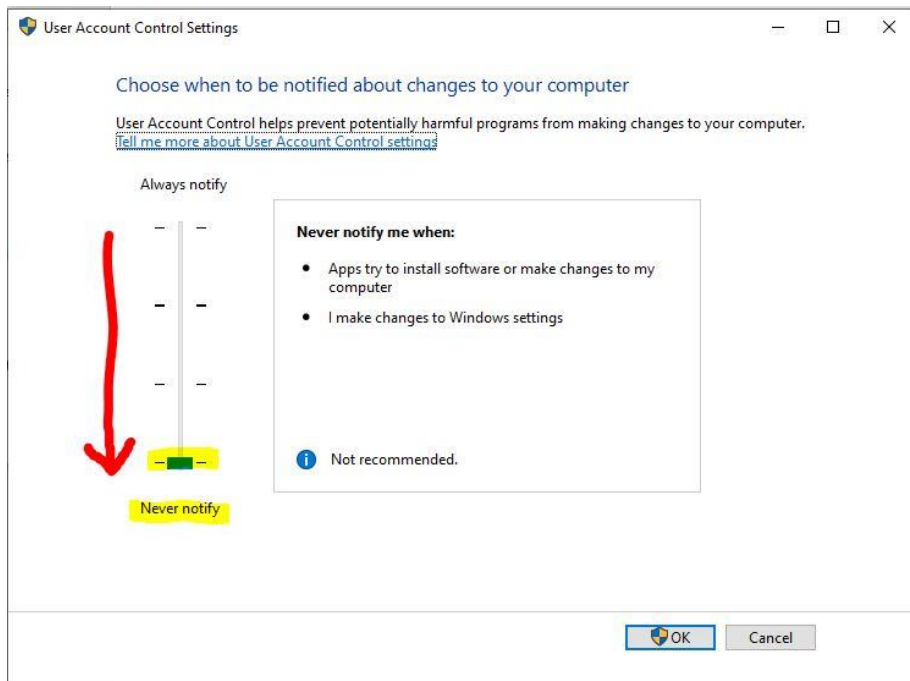 User Account Control Settings
Choose when to be notified about changes to your computer
User Account Control helps prevent potentially harmful programs from making changes to your computer.
Tell me more about User Account Control settings
Always notify
Never notify me when:
Apps try to install software or make changes to my
computer
I make changes to Windows settings
Not recommended.
Never notify
OK
Cancel